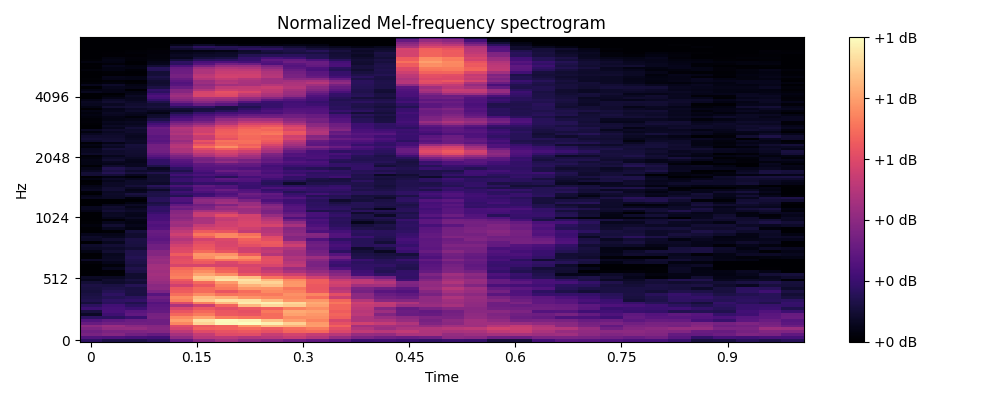 Normalized Mel-frequency spectrogram
Hz
4096
2048
1024
512
0
0 0.15 0.3 0.45 0.6 0.75 0.9
Time
+1 dB
+1 dB
+1 dB
+0 dB
+0 dB
+0 dB